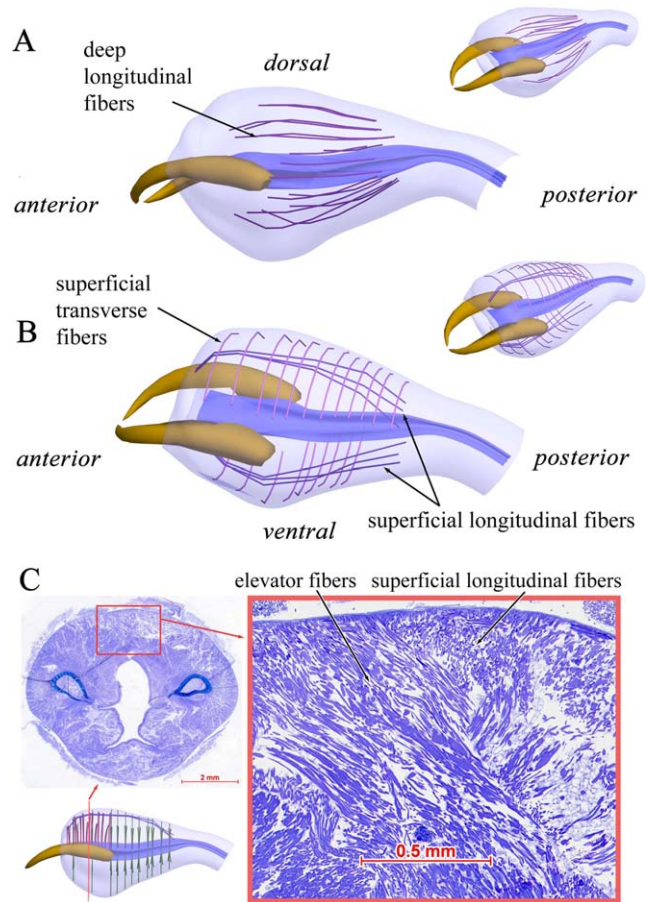 A
deep
longitudinal
fibers
dorsal
anterior
posterior
superficial
transverse
fibers
B
anterior
posterior
superficial longitudinal fibers
ventral
C
elevator fibers
superficial longitudinal fibers
2 mm
0.5 mm